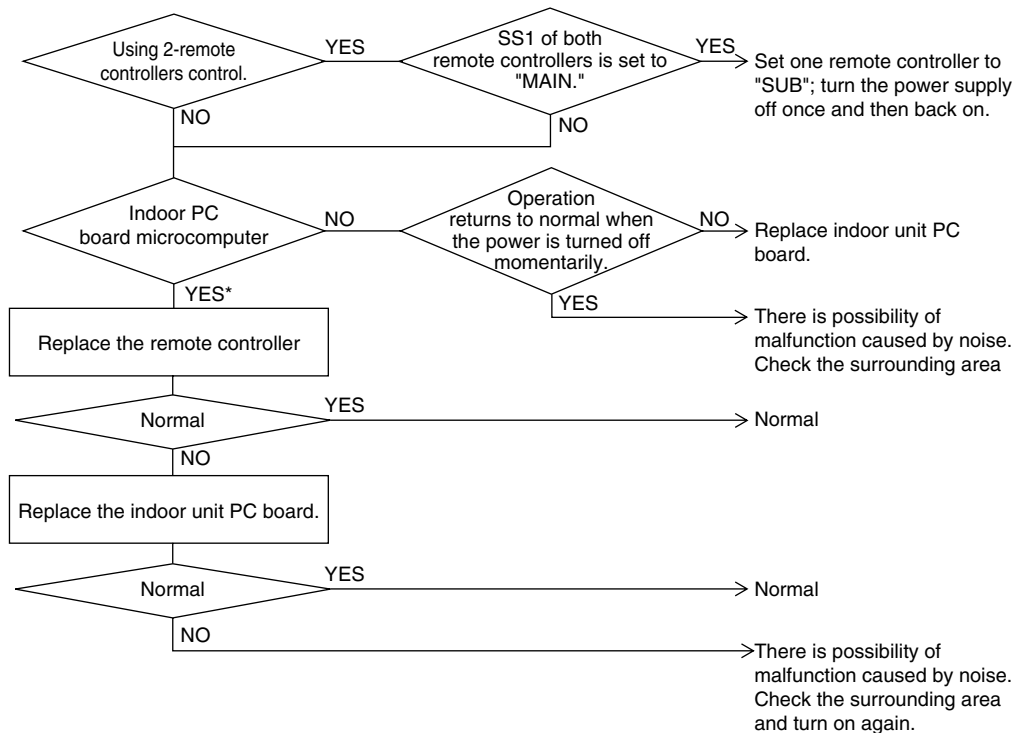 Using 2-remote
controllers control.
YES
SS1 of both
remote controllers is set to
"MAIN."
YES
Set one remote controller to
"SUB"; turn the power supply
off once and then back on.
NO
NO
Indoor PC
board microcomputer
NO
Operation
returns to normal when
the power is turned off
momentarily.
NO
Replace indoor unit PC
board.
YES*
YES
There is possibility of
malfunction caused by noise.
Check the surrounding area
Replace the remote controller
Normal
YES
Normal
NO
Replace the indoor unit PC board.
Normal
YES
Normal
NO
There is possibility of
malfunction caused by noise.
Check the surrounding area
and turn on again.